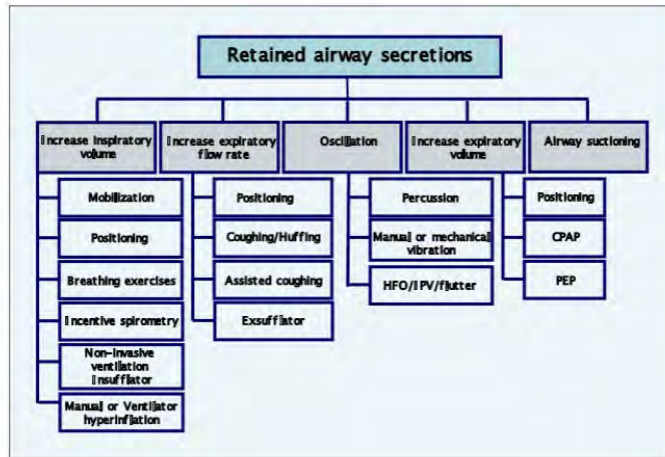 Retained airway secretions
Increase inspiratory
volume
Increase expiratory
flow rate
Oscillation
Increase expiratory
volume
Airway suctioning
Mobilization
Positioning
Breathing exercises
Incentive spirometry
Non-invasive
ventilation
Insufflator
Manual or Ventilator
hyperinflation
Positioning
Coughing/Huffing
Assisted coughing
Exsufflator
Percussion
Manual or mechanical
vibration
HFO/IPV/flutter
Positioning
CPAP
PEP